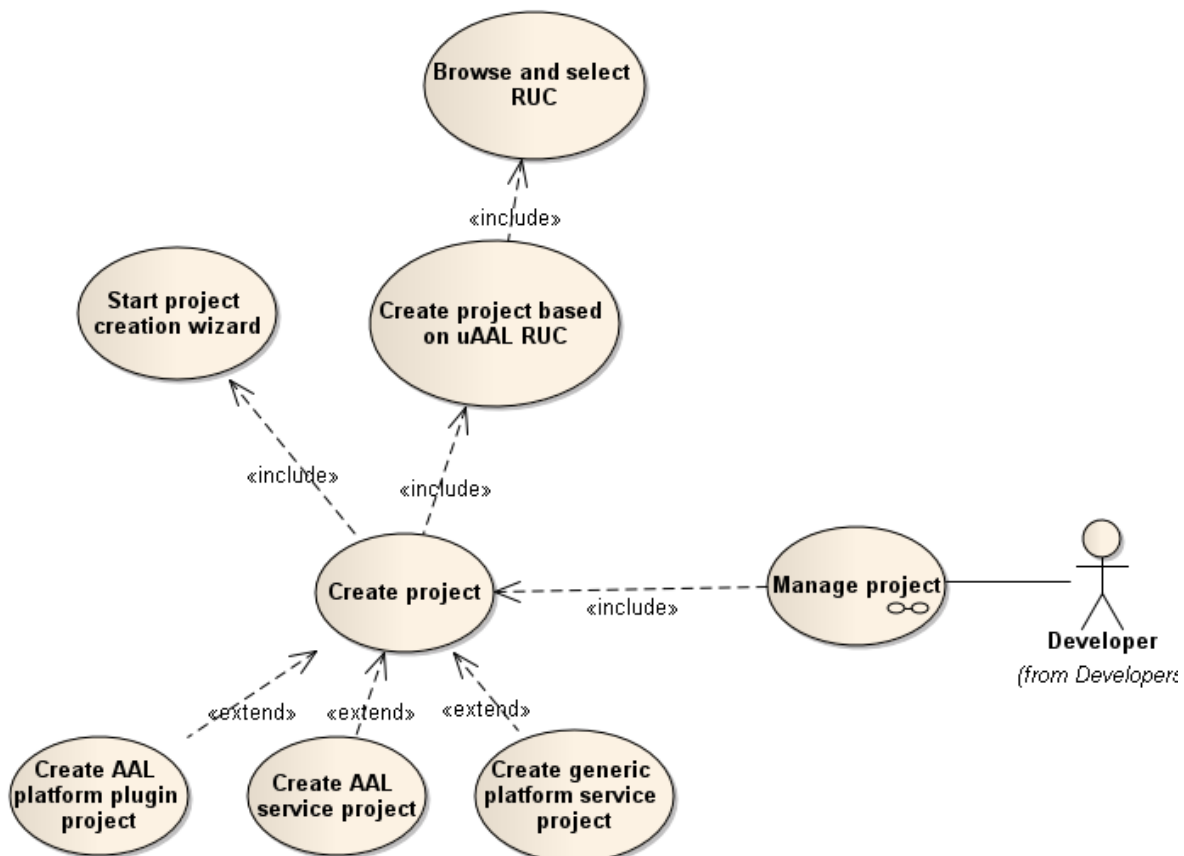 Browse and select
RUC
«include»
Start project
creation wizard
Create project based
on uAAL RUC
«include»
«include»
Create project
«include»
Manage project
Developer
(from Developers
«extend»
«extend»
«extend»
Create AAL
platform plugin
project
Create AAL
service project
Create generic
platform service
project